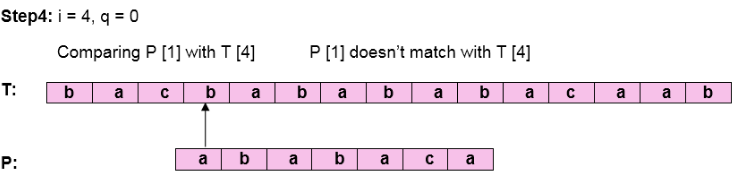 Step4: i = 4, q = 0
Comparing P [1] with T [4] P [1] doesn't match with T [4]
T: b a c b a b a b a b a c a a b
P: a b a b a c a